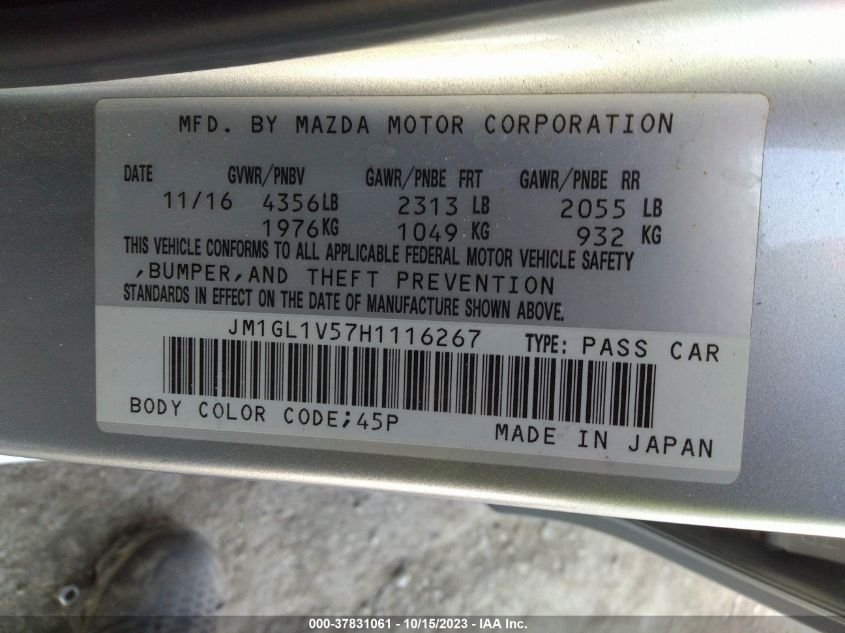 MFD. BY MAZDA MOTOR CORPORATION
DATE GVWR/PNBV GAWR/PNBE FRT GAWR/PNBE RR
11/16 4356LB 2313 LB 2055 LB
1976KG 1049 KG 932 KG
THIS VEHICLE CONFORMS TO ALL APPLICABLE FEDERAL MOTOR VEHICLE SAFETY
,BUMPER,AND THEFT PREVENTION
STANDARDS IN EFFECT ON THE DATE OF MANUFACTURE SHOWN ABOVE.
JM1GL1V57H1116267 TYPE: PASS CAR
BODY COLOR CODE;45P
MADE IN JAPAN
000-37831061 - 10/15/2023 - IAA Inc.